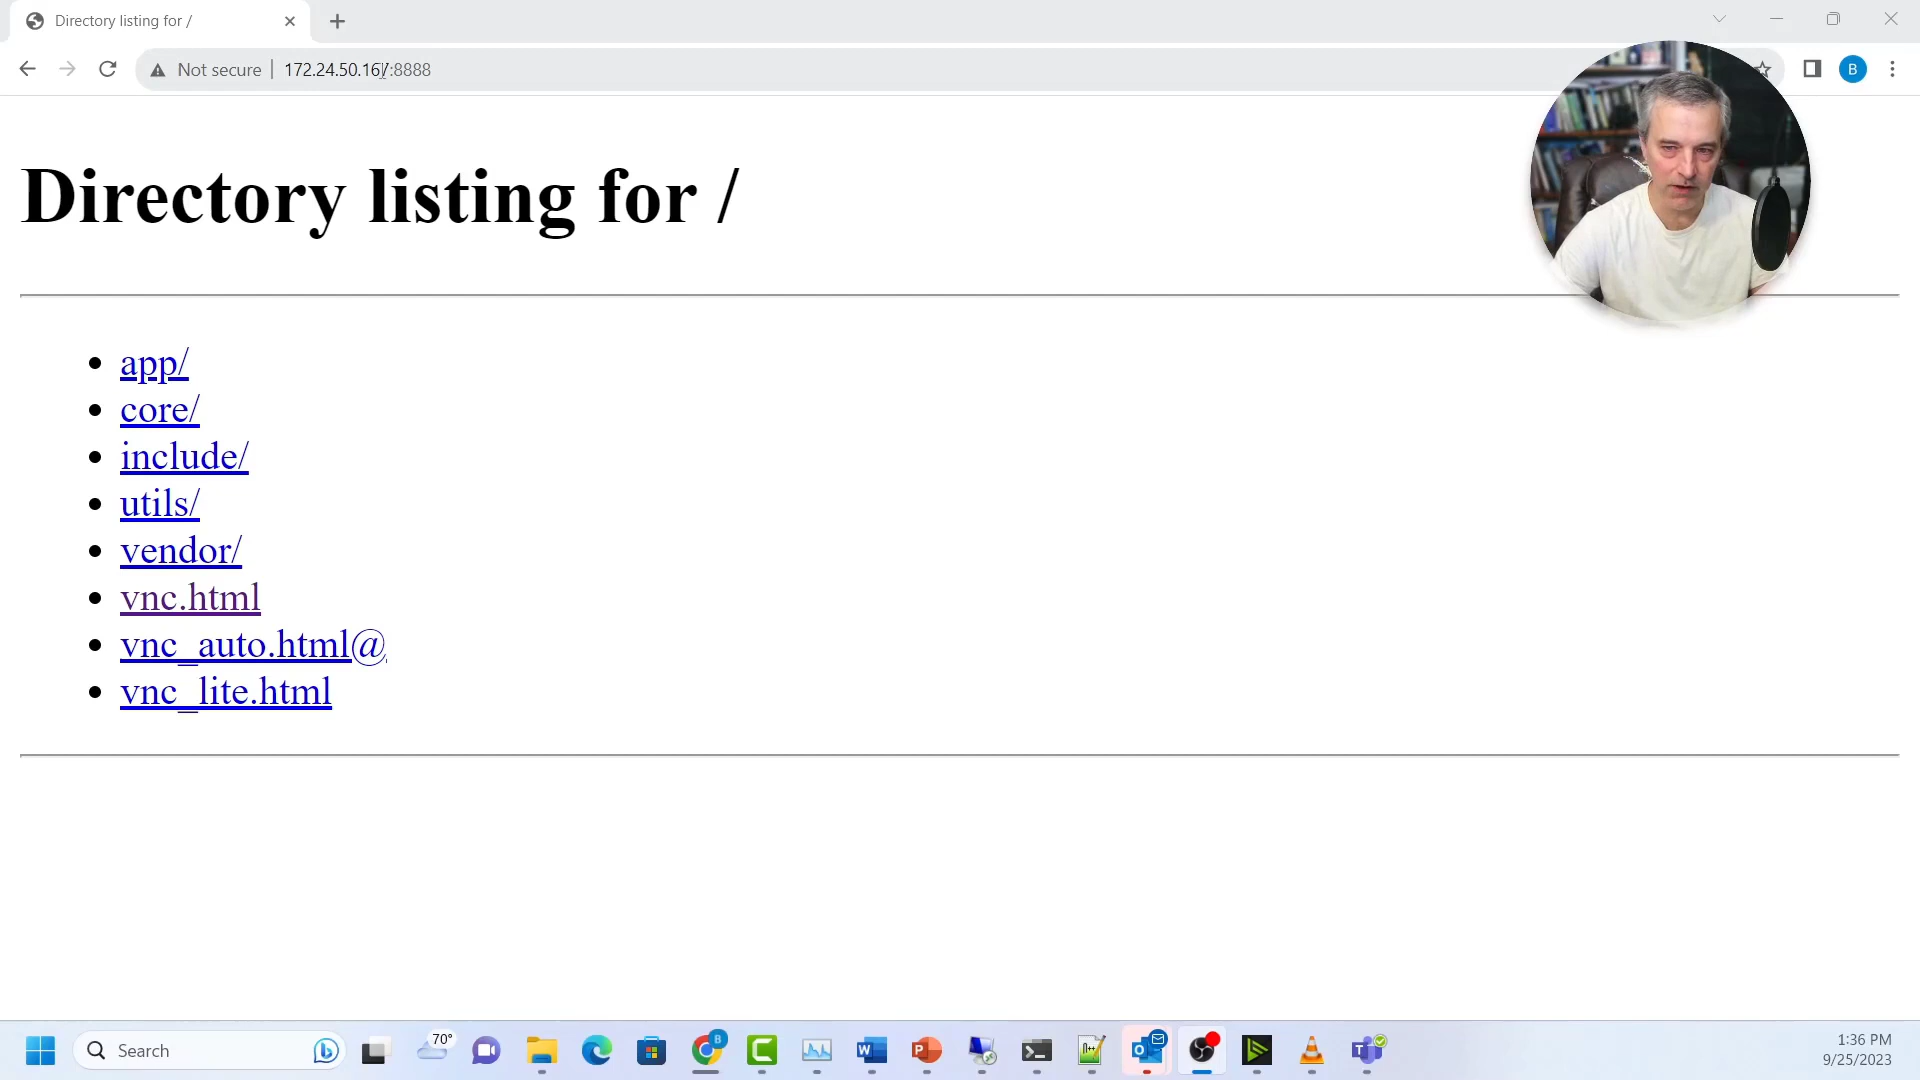 Directory listing for /
Not secure
172.24.50.167:8888
B
Directory listing for /
app/
core/
include/
utils/
vendor/
vnc.html
vnc_auto.html@
vnc_lite.html
Search
70°
B
1:36 PM
9/25/2023